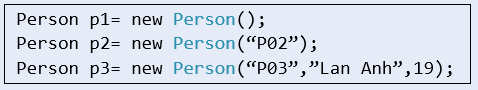 Person p1= new Person();
Person p2= new Person(“P02”);
Person p3= new Person(“P03”,”Lan Anh”,19);